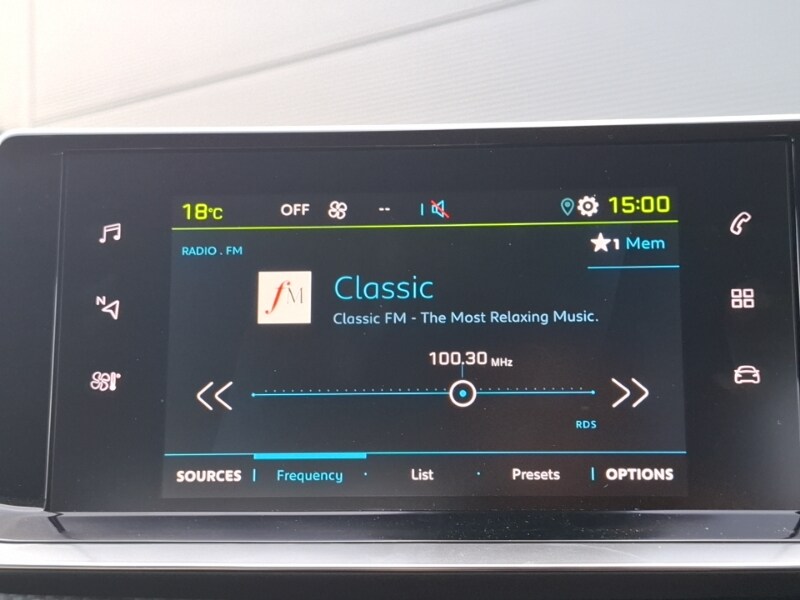 18°C OFF -- 15:00
RADIO . FM
1 Mem
fM
Classic
Classic FM - The Most Relaxing Music.
100.30 MHz
RDS
SOURCES Frequency List Presets OPTIONS
N